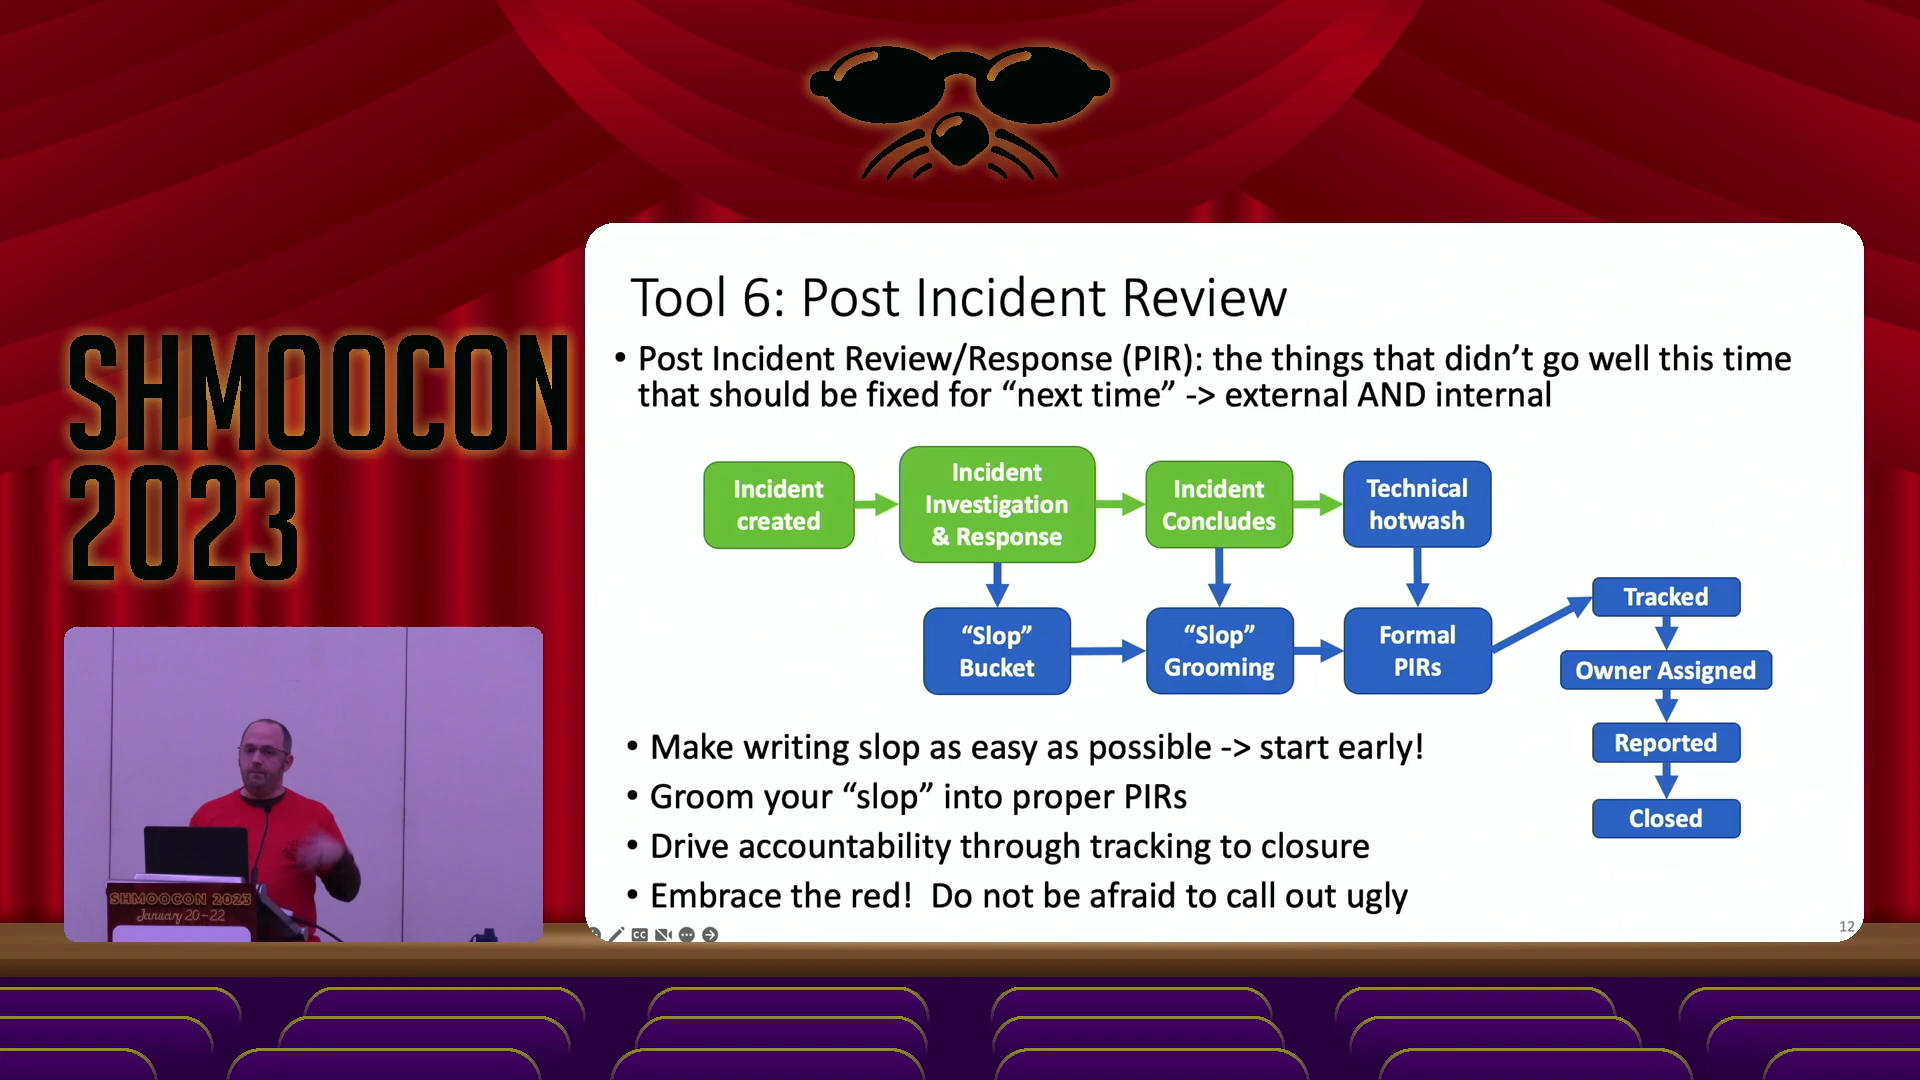 SHMOOCON
2023
SHMOOCON 2023
January 20-22
Tool 6: Post Incident Review
• Post Incident Review/Response (PIR): the things that didn’t go well this time
that should be fixed for “next time” -> external AND internal
Incident
created
Incident
Investigation
& Response
Incident
Concludes
Technical
hotwash
“Slop”
Bucket
“Slop”
Grooming
Formal
PIRs
Tracked
Owner Assigned
Reported
Closed
• Make writing slop as easy as possible -> start early!
• Groom your “slop” into proper PIRs
• Drive accountability through tracking to closure
• Embrace the red!  Do not be afraid to call out ugly
CC
12